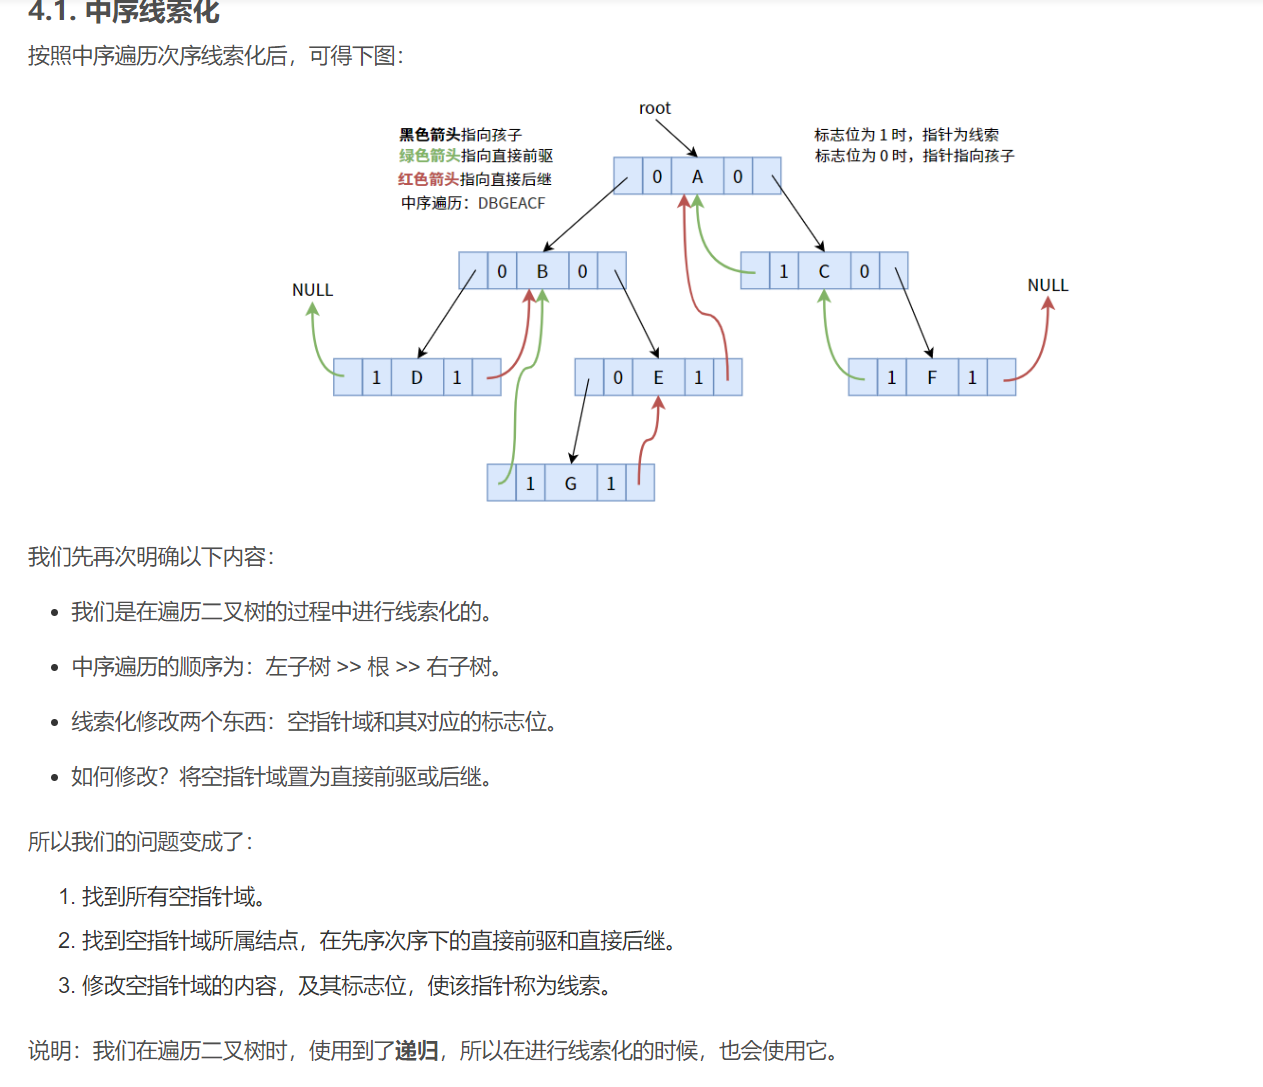 4.1. 中序线索化
按照中序遍历次序线索化后，可得下图：
root
黑色箭头指向孩子
绿色箭头指向直接前驱
红色箭头指向直接后继
中序遍历：DBGEACF
标志位为 1 时，指针为线索
标志位为 0 时，指针指向孩子
0 A 0
0 B 0
1 C 0
NULL
NULL
1 D 1
0 E 1
1 F 1
1 G 1
我们先再次明确以下内容：
• 我们是在遍历二叉树的过程中进行线索化的。
• 中序遍历的顺序为：左子树 >> 根 >> 右子树。
• 线索化修改两个东西：空指针域和其对应的标志位。
• 如何修改？将空指针域置为直接前驱或后继。
所以我们的问题变成了：
1. 找到所有空指针域。
2. 找到空指针域所属结点，在先序次序下的直接前驱和直接后继。
3. 修改空指针域的内容，及其标志位，使该指针称为线索。
说明：我们在遍历二叉树时，使用到了递归，所以在进行线索化的时候，也会使用它。